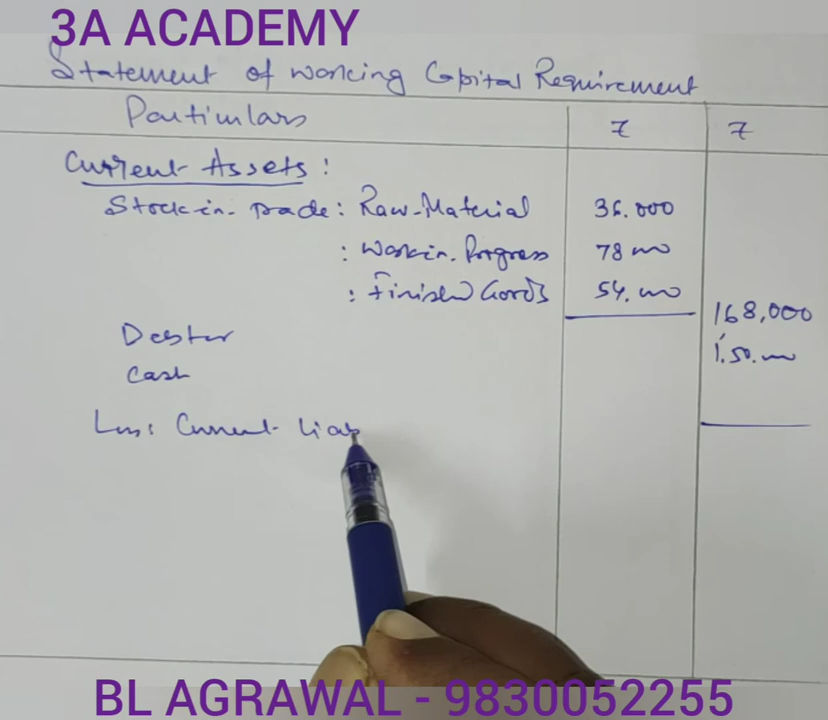 3A ACADEMY
Statement of Working Capital Requirement
Particulars ₹ ₹
Current Assets:
Stock-in-trade: Raw-Material 36.000
: Work-in-Progress 78 000
: Finished Goods 54.000 168,000
Debtor 1.50.000
Cash
Less: Current Liab
BL AGRAWAL - 9830052255